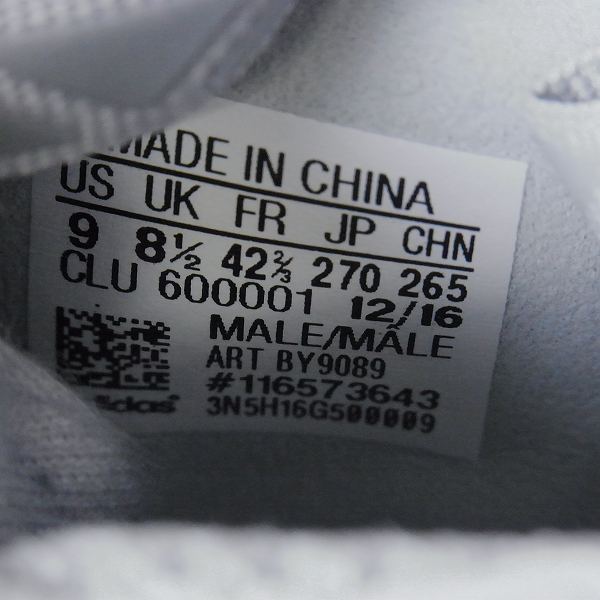 MADE IN CHINA
US UK FR JP CHN
9 8½ 42⅔ 270 265
CLU 600001 12/16
MALE/MÂLE
ART BY9089
#116573643
3N5H16G500009
adidas